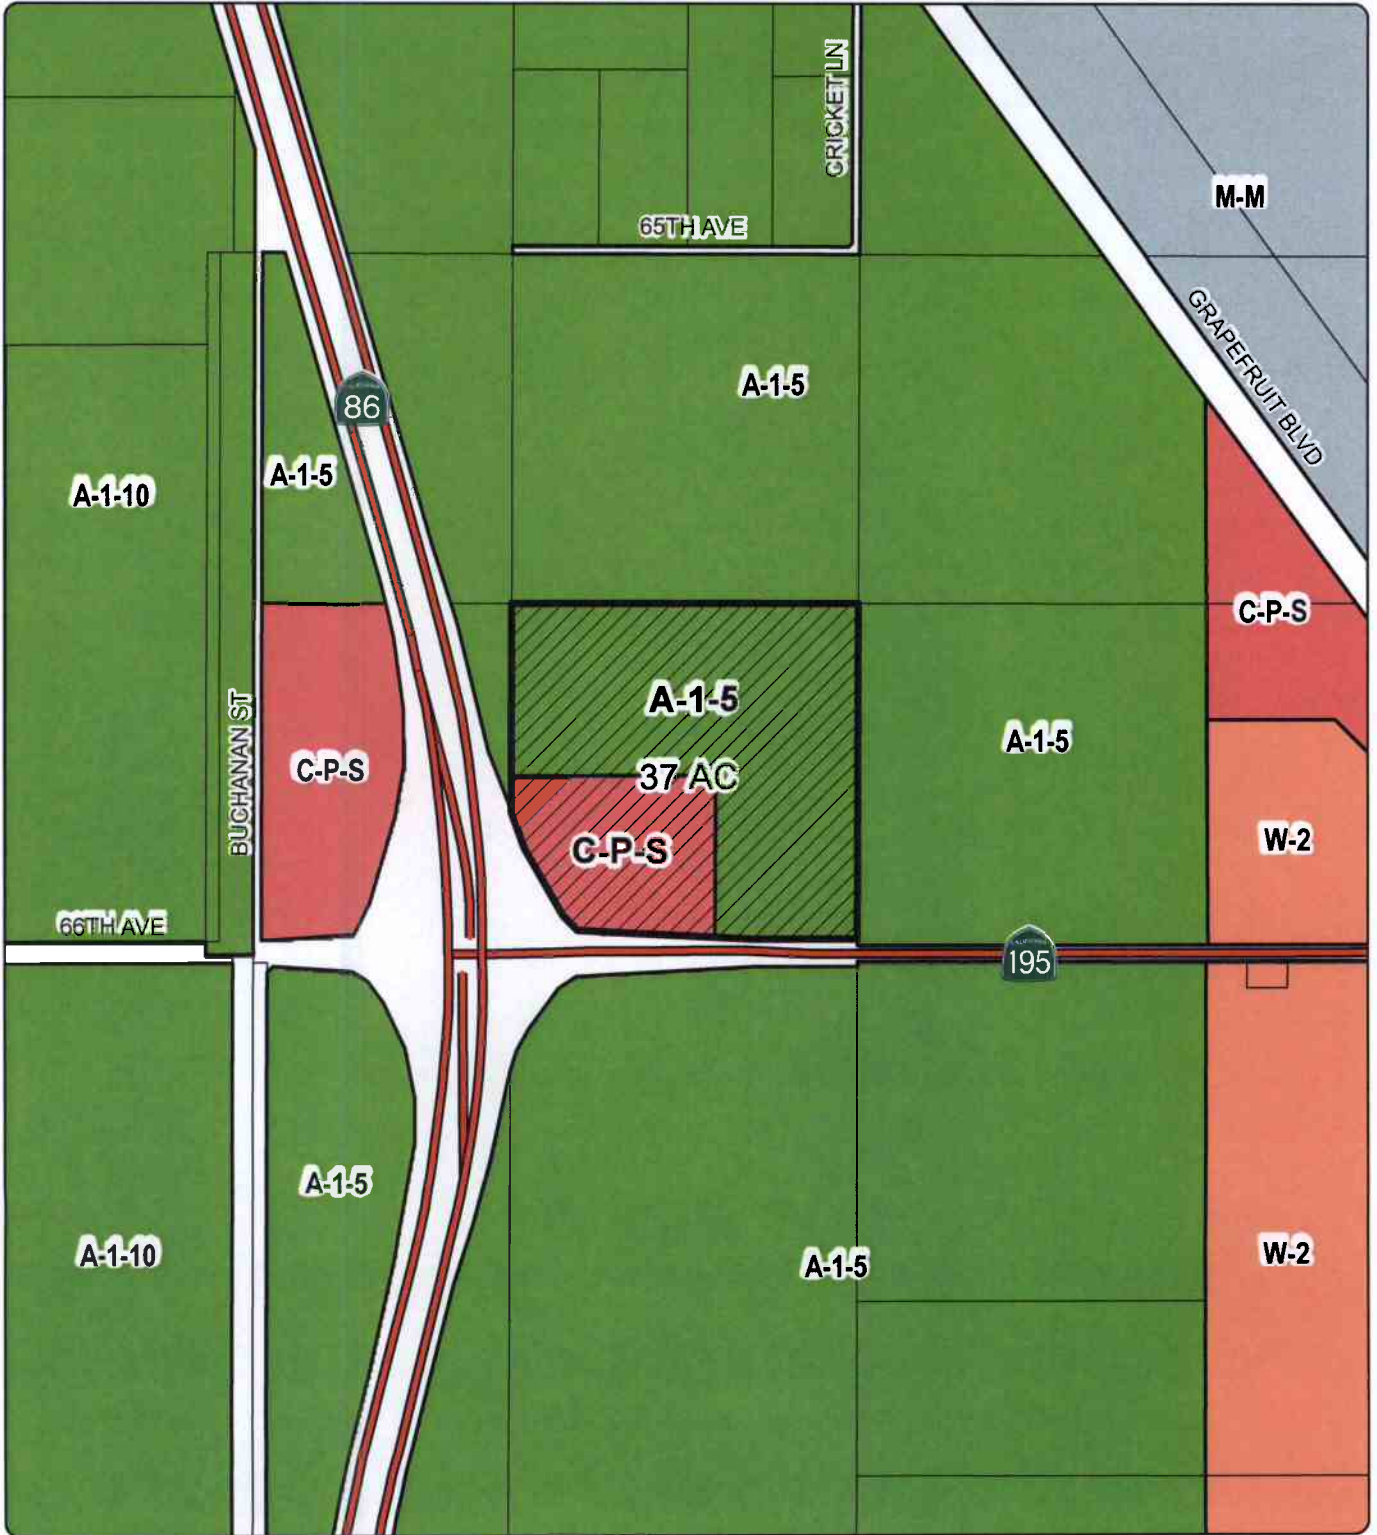 CRICKET LN
M-M
65TH AVE
GRAPEFRUIT BLVD
A-1-5
86
A-1-5
A-1-10
C-P-S
A-1-5
BUCHANAN ST
A-1-5
C-P-S
37 AC
C-P-S
W-2
66TH AVE
CALIFORNIA
195
A-1-5
A-1-10
A-1-5
W-2